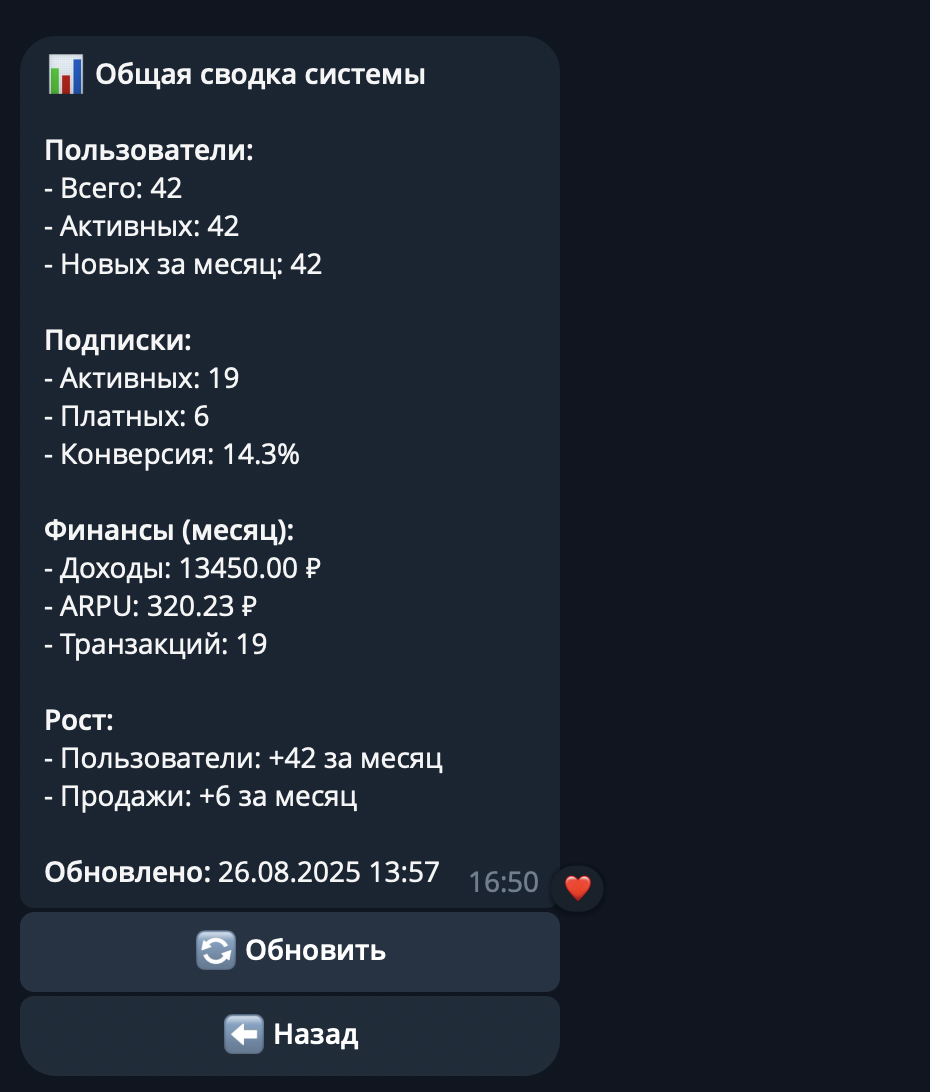 Общая сводка системы
Пользователи:
- Всего: 42
- Активных: 42
- Новых за месяц: 42
Подписки:
- Активных: 19
- Платных: 6
- Конверсия: 14.3%
Финансы (месяц):
- Доходы: 13450.00 ₽
- ARPU: 320.23 ₽
- Транзакций: 19
Рост:
- Пользователи: +42 за месяц
- Продажи: +6 за месяц
Обновлено: 26.08.2025 13:57 16:50
Обновить
Назад